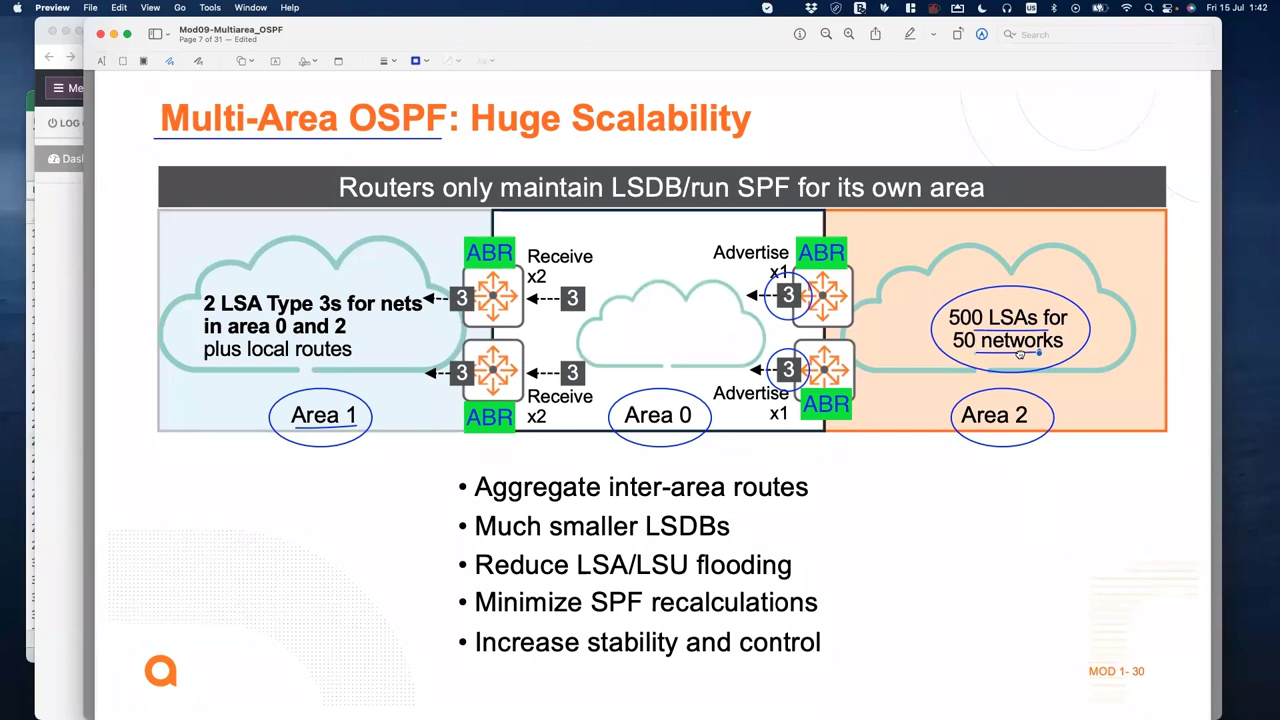 Preview File Edit View Go Tools Window Help
Fri 15 Jul 1:42
Mod09-Multiarea_OSPF
Page 7 of 31 — Edited
Search
Me
LOG
Dash
Multi-Area OSPF: Huge Scalability
Routers only maintain LSDB/run SPF for its own area
ABR
Receive
x2
Advertise
x1
ABR
2 LSA Type 3s for nets
in area 0 and 2
plus local routes
3
3
3
500 LSAs for
50 networks
3
3
3
ABR
Receive
x2
Advertise
x1
ABR
Area 1
Area 0
Area 2
• Aggregate inter-area routes
• Much smaller LSDBs
• Reduce LSA/LSU flooding
• Minimize SPF recalculations
• Increase stability and control
MOD 1- 30